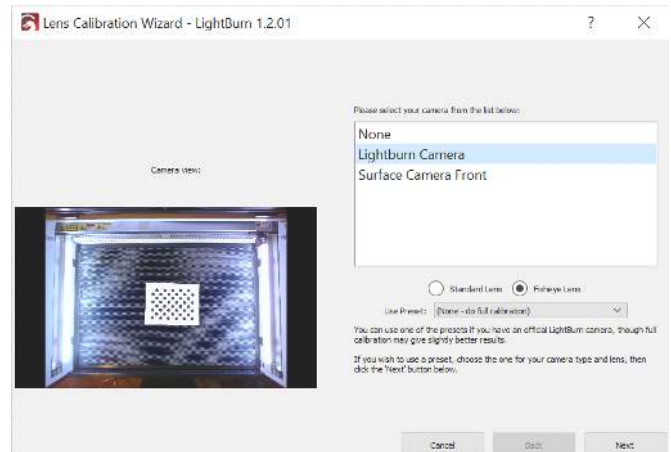 Lens Calibration Wizard - LightBurn 1.2.01
Please select your camera from the list below:
None
Lightburn Camera
Surface Camera Front
Camera view:
Standard Lens
Fisheye Lens
Use Preset:
(None - do full calibration)
You can use one of the presets if you have an official LightBurn camera, though full
calibration may give slightly better results.
If you wish to use a preset, choose the one for your camera type and lens, then
click the 'Next' button below.
Cancel
Back
Next